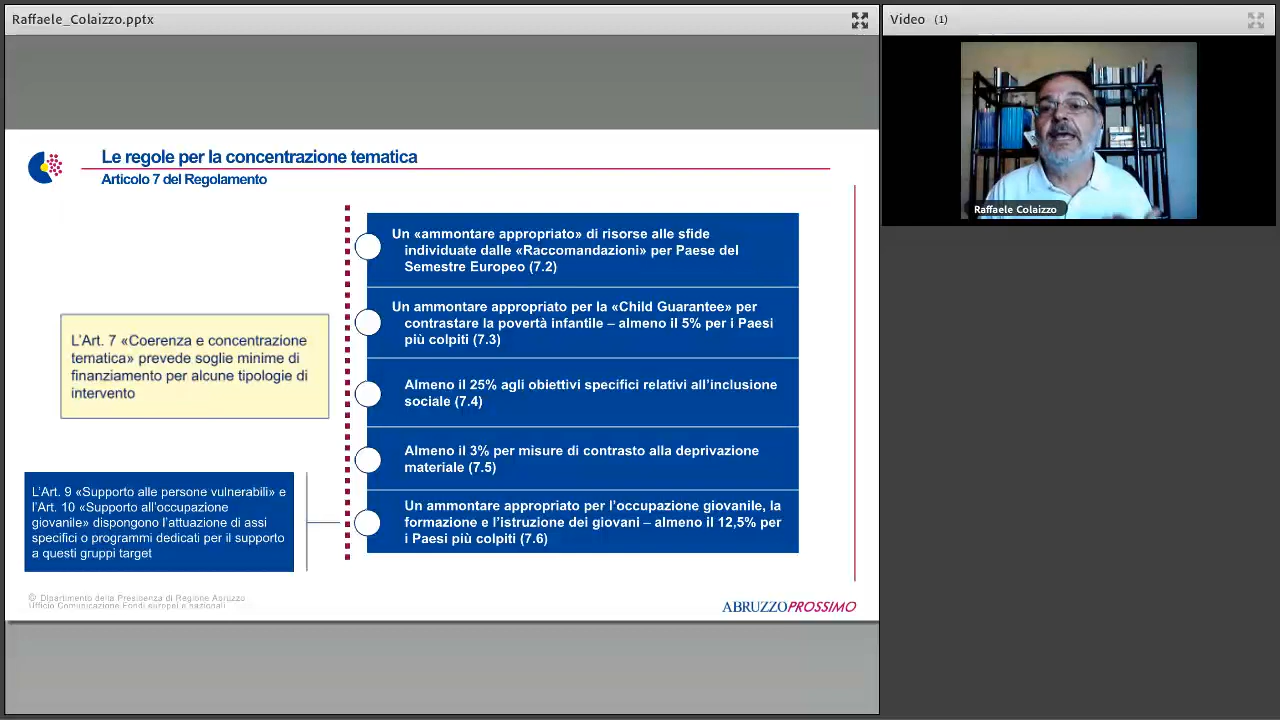 Raffaele_Colaizzo.pptx
Video (1)
Raffaele Colaizzo
Le regole per la concentrazione tematica
Articolo 7 del Regolamento
L'Art. 7 «Coerenza e concentrazione
tematica» prevede soglie minime di
finanziamento per alcune tipologie di
intervento
L'Art. 9 «Supporto alle persone vulnerabili» e
l'Art. 10 «Supporto all'occupazione
giovanile» dispongono l'attuazione di assi
specifici o programmi dedicati per il supporto
a questi gruppi target
Un «ammontare appropriato» di risorse alle sfide
individuate dalle «Raccomandazioni» per Paese del
Semestre Europeo (7.2)
Un ammontare appropriato per la «Child Guarantee» per
contrastare la povertà infantile – almeno il 5% per i Paesi
più colpiti (7.3)
Almeno il 25% agli obiettivi specifici relativi all'inclusione
sociale (7.4)
Almeno il 3% per misure di contrasto alla deprivazione
materiale (7.5)
Un ammontare appropriato per l'occupazione giovanile, la
formazione e l'istruzione dei giovani – almeno il 12,5% per
i Paesi più colpiti (7.6)
© Dipartimento della Presidenza di Regione Abruzzo
Ufficio Comunicazione Fondi europei e nazionali
ABRUZZOPROSSIMO